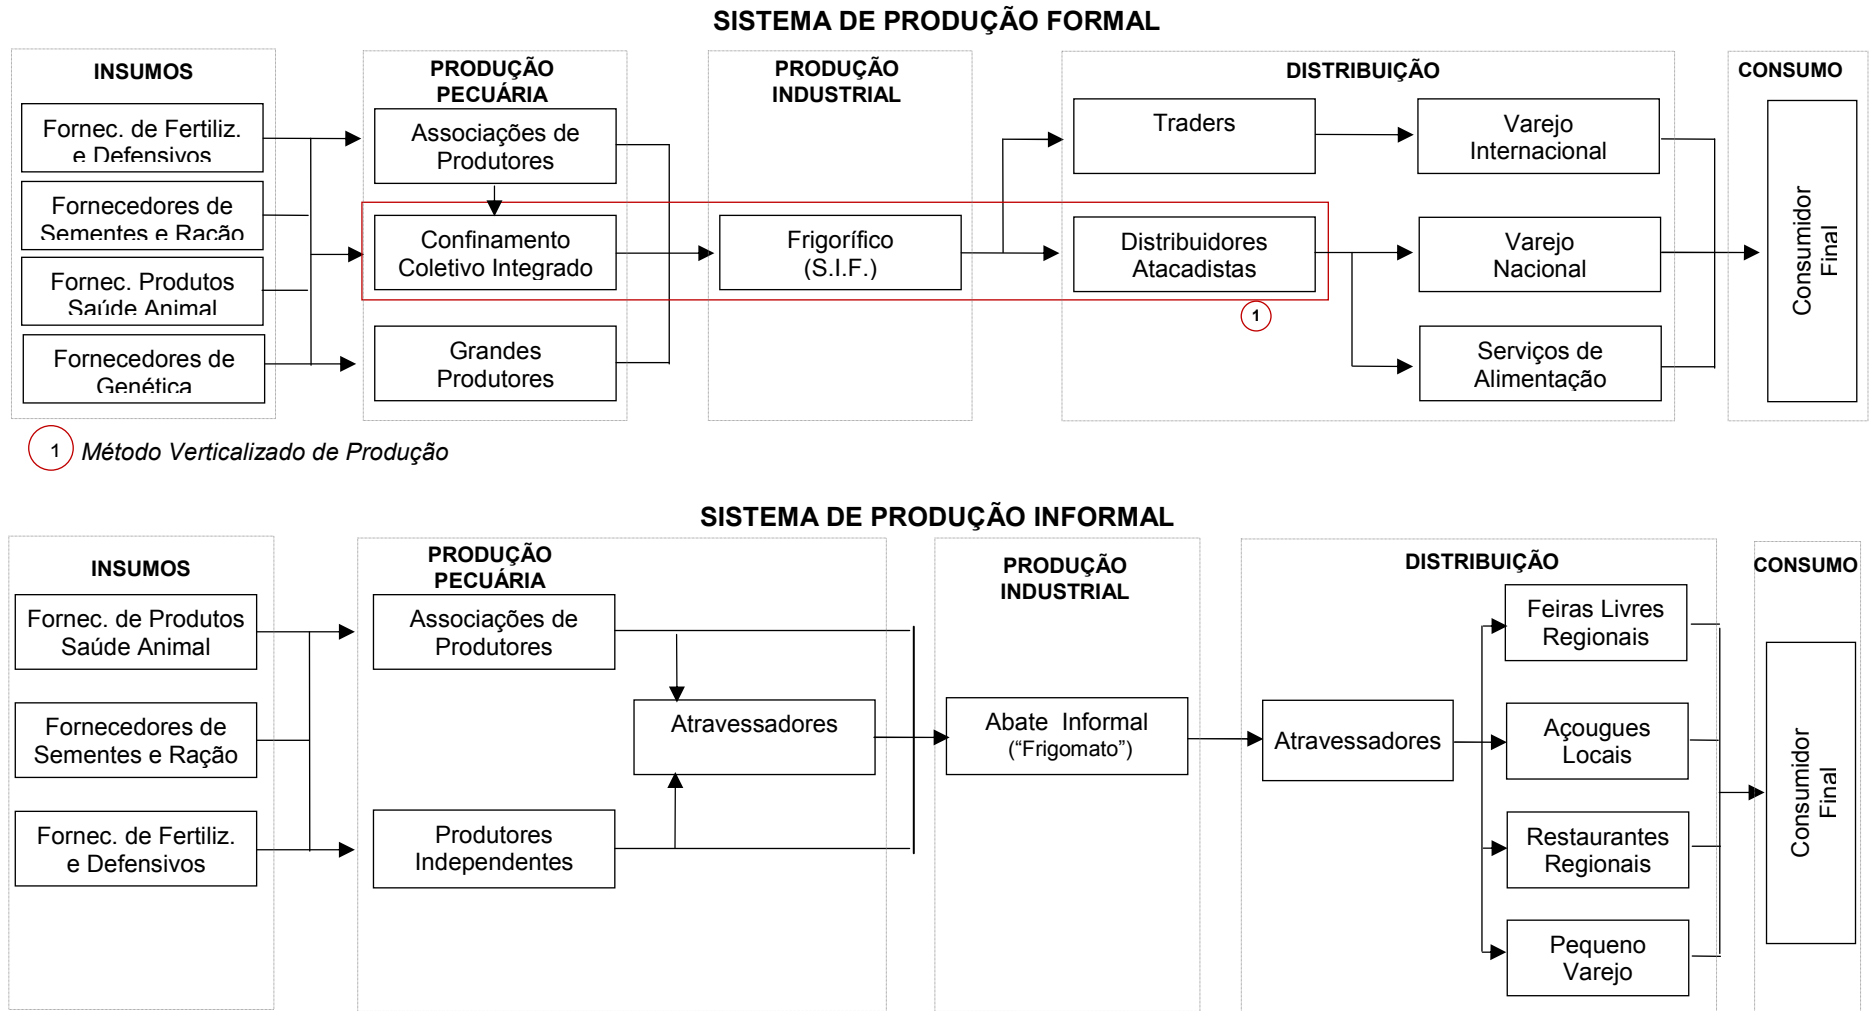 SISTEMA DE PRODUÇÃO FORMAL
INSUMOS
Fornec. de Fertiliz.
e Defensivos
Fornecedores de
Sementes e Ração
Fornec. Produtos
Saúde Animal
Fornecedores de
Genética
PRODUÇÃO
PECUÁRIA
Associações de
Produtores
Confinamento
Coletivo Integrado
Grandes
Produtores
PRODUÇÃO
INDUSTRIAL
Frigorífico
(S.I.F.)
DISTRIBUIÇÃO
Traders
Varejo
Internacional
Distribuidores
Atacadistas
1
Varejo
Nacional
Serviços de
Alimentação
CONSUMO
Consumidor
Final
1 Método Verticalizado de Produção
SISTEMA DE PRODUÇÃO INFORMAL
INSUMOS
Fornec. de Produtos
Saúde Animal
Fornecedores de
Sementes e Ração
Fornec. de Fertiliz.
e Defensivos
PRODUÇÃO
PECUÁRIA
Associações de
Produtores
Atravessadores
Produtores
Independentes
PRODUÇÃO
INDUSTRIAL
Abate Informal
(“Frigomato”)
DISTRIBUIÇÃO
Atravessadores
Feiras Livres
Regionais
Açougues
Locais
Restaurantes
Regionais
Pequeno
Varejo
CONSUMO
Consumidor
Final